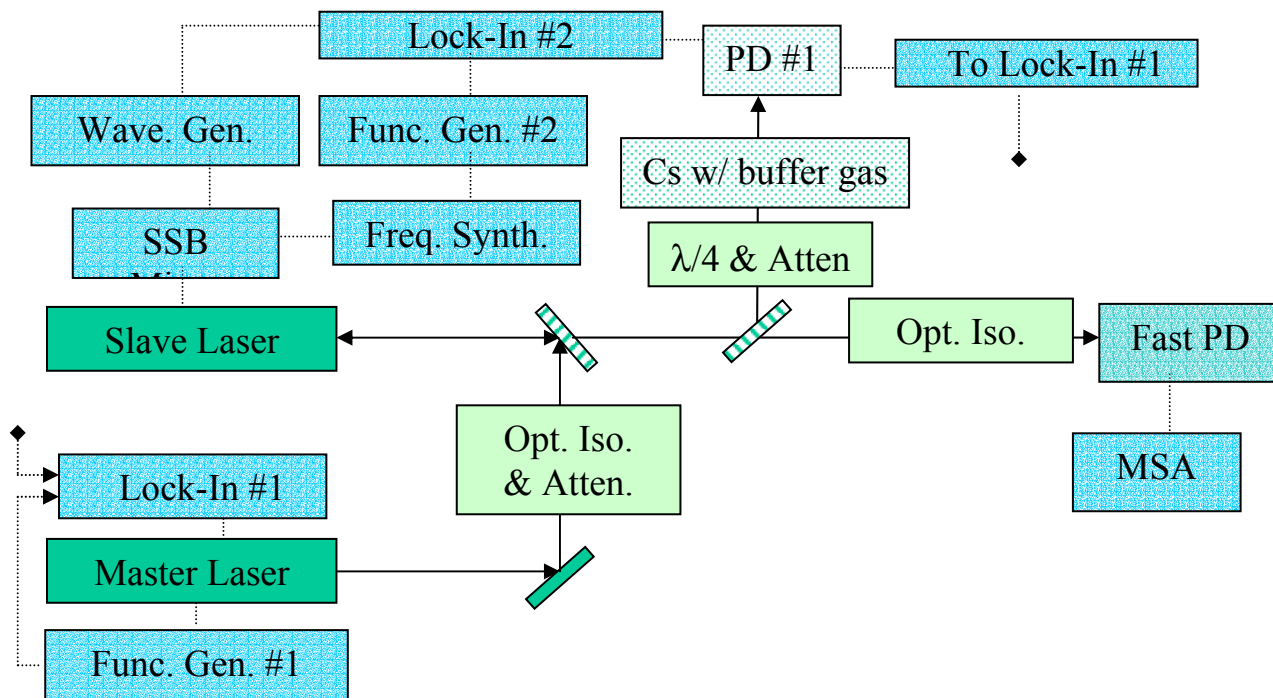 Lock-In #2
PD #1
To Lock-In #1
Wave. Gen.
Func. Gen. #2
Cs w/ buffer gas
SSB
Freq. Synth.
λ/4 & Atten
Slave Laser
Opt. Iso.
Fast PD
Opt. Iso.
& Atten.
MSA
Lock-In #1
Master Laser
Func. Gen. #1